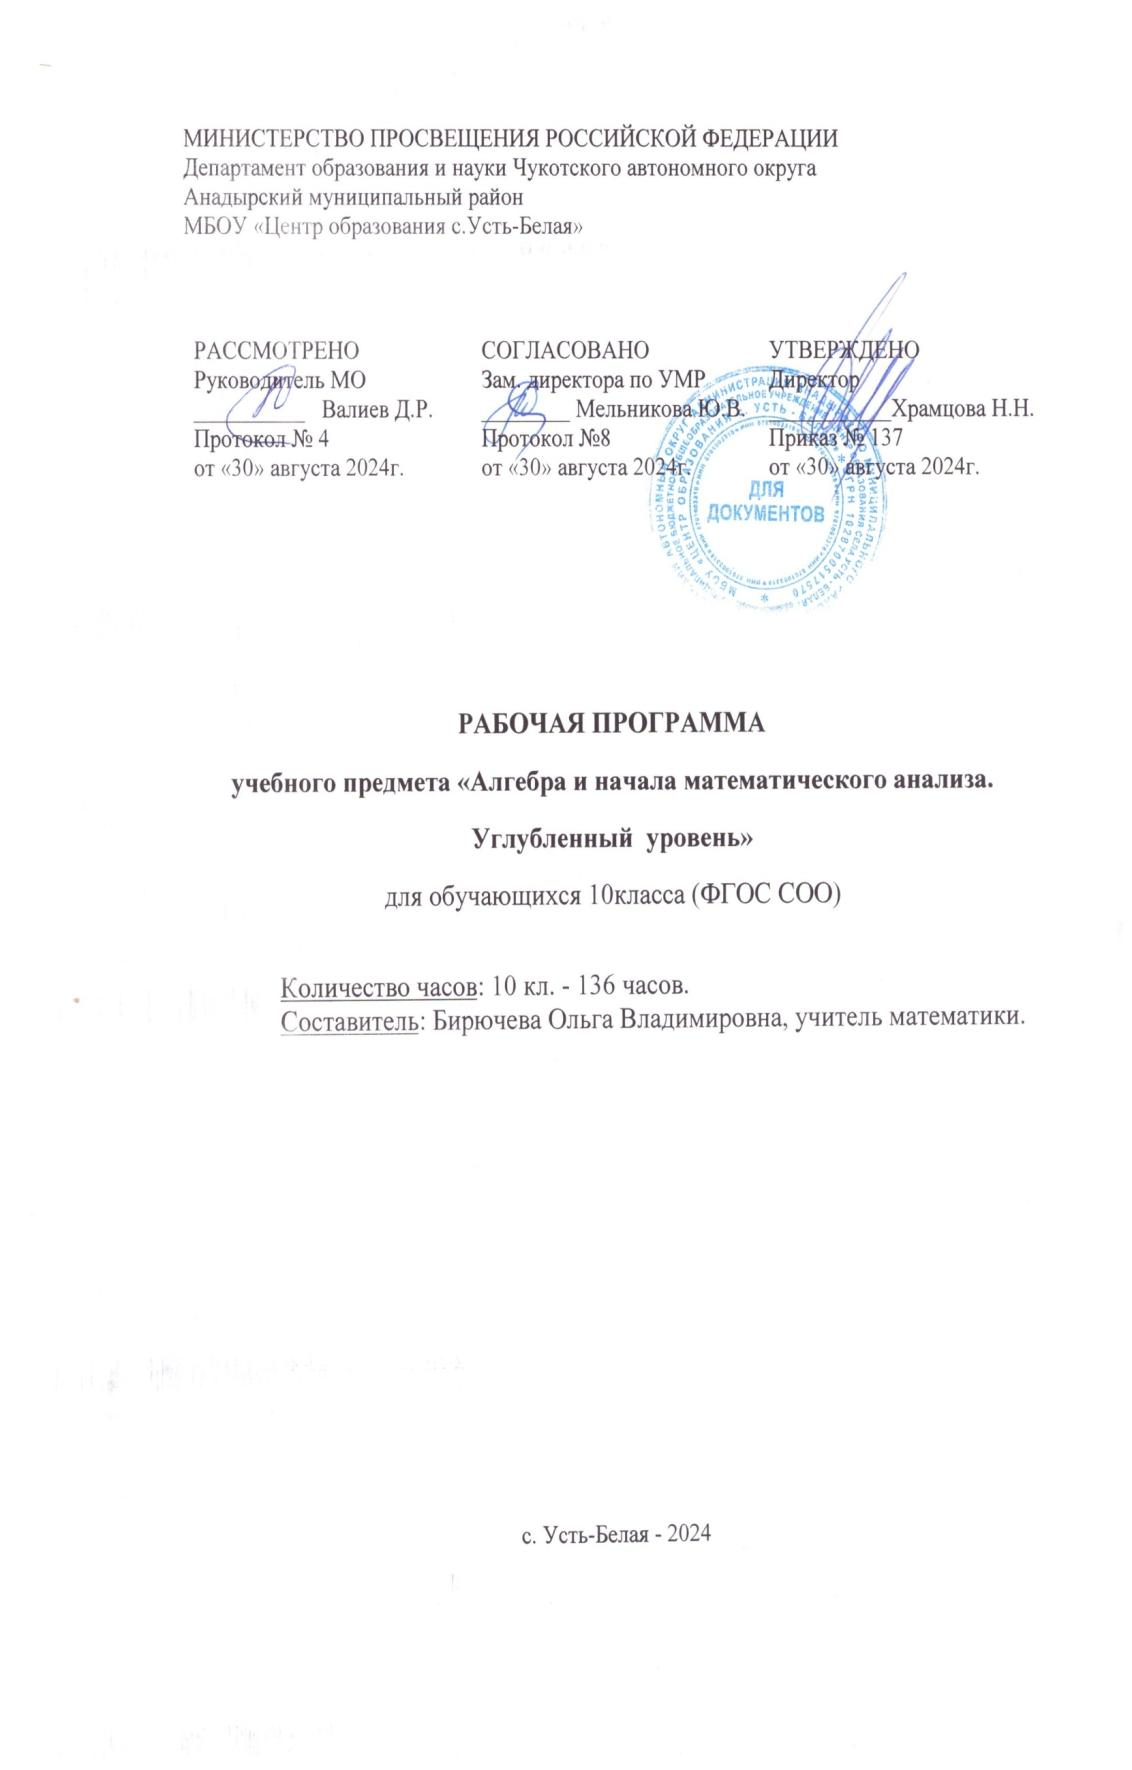 МИНИСТЕРСТВО ПРОСВЕЩЕНИЯ РОССИЙСКОЙ ФЕДЕРАЦИИ
Департамент образования и науки Чукотского автономного округа
Анадырский муниципальный район
МБОУ «Центр образования с.Усть-Белая»
РАССМОТРЕНО
Руководитель МО
__________ Валиев Д.Р.
Протокол № 4
от «30» августа 2024г.
СОГЛАСОВАНО
Зам. директора по УМР
________ Мельникова Ю.В.
Протокол №8
от «30» августа 2024г.
УТВЕРЖДЕНО
Директор
___________Храмцова Н.Н.
Приказ № 137
от «30» августа 2024г.
ДЛЯ
ДОКУМЕНТОВ
РАБОЧАЯ ПРОГРАММА
учебного предмета «Алгебра и начала математического анализа.
Углубленный уровень»
для обучающихся 10класса (ФГОС СОО)
Количество часов: 10 кл. - 136 часов.
Составитель: Бирючева Ольга Владимировна, учитель математики.
с. Усть-Белая - 2024